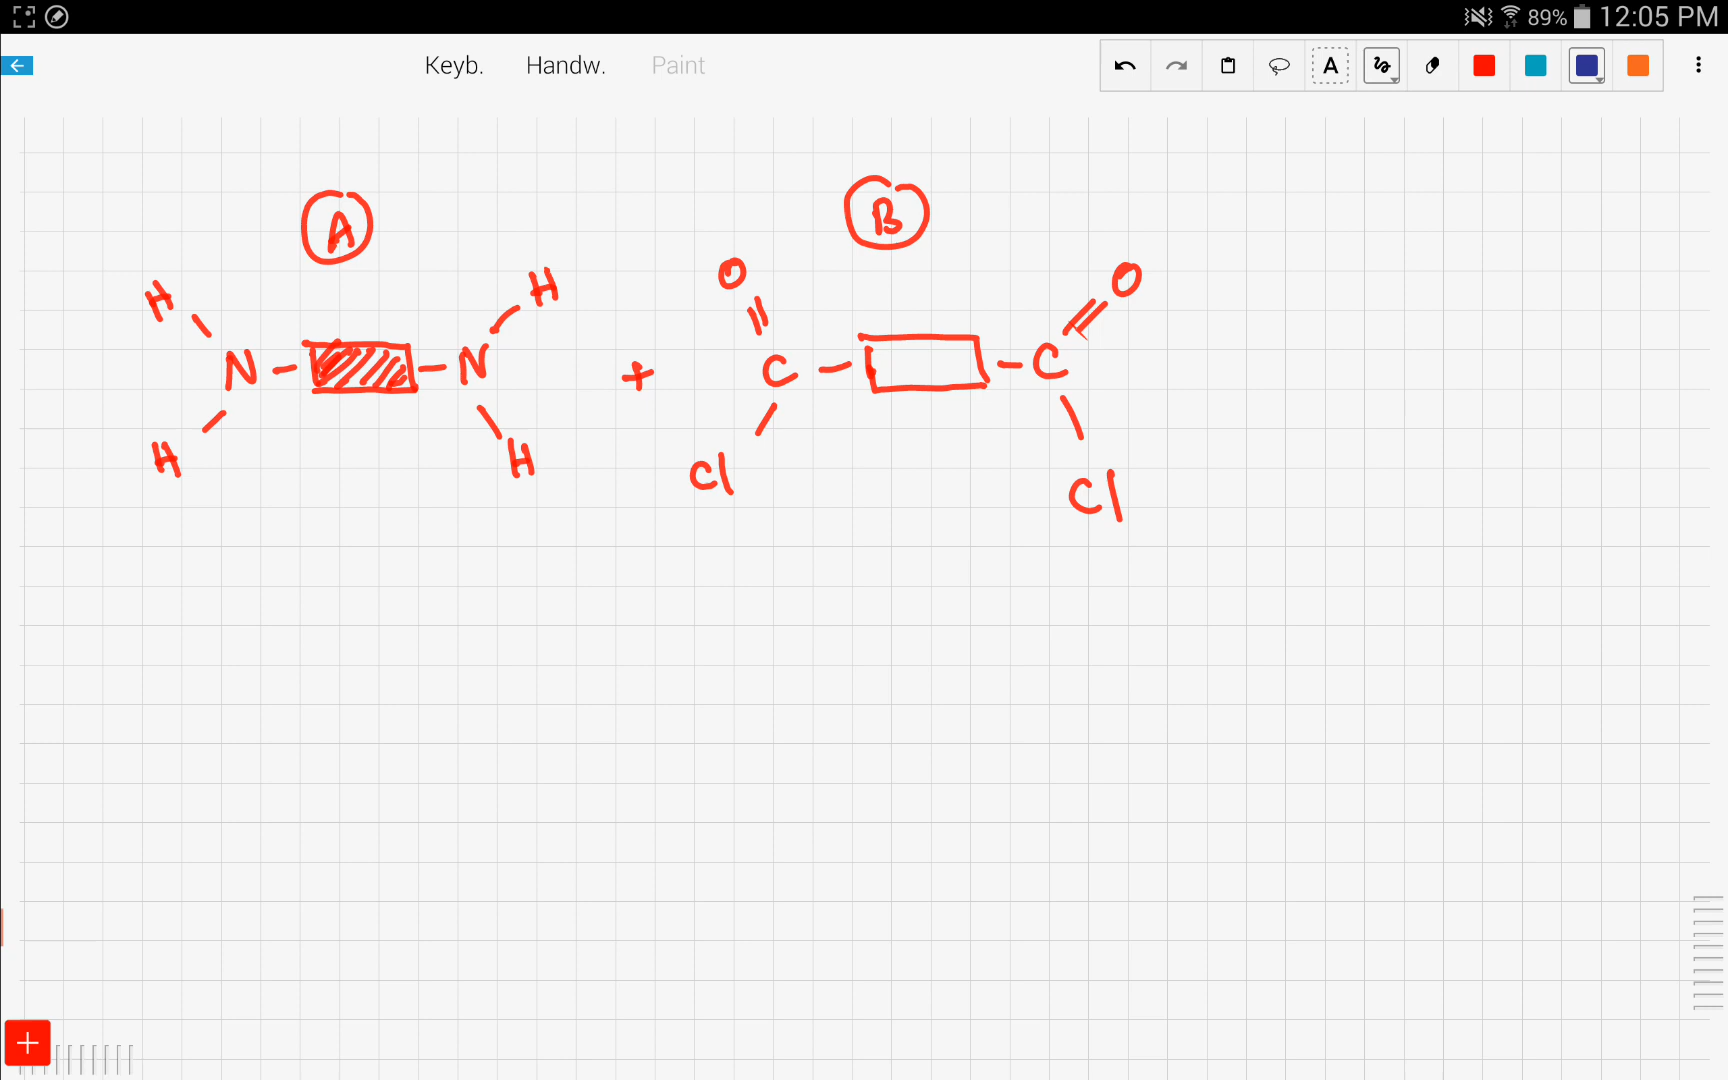 89% 12:05 PM
Keyb. Handw. Paint A
A B
H H O O
N N + C C
H H Cl Cl